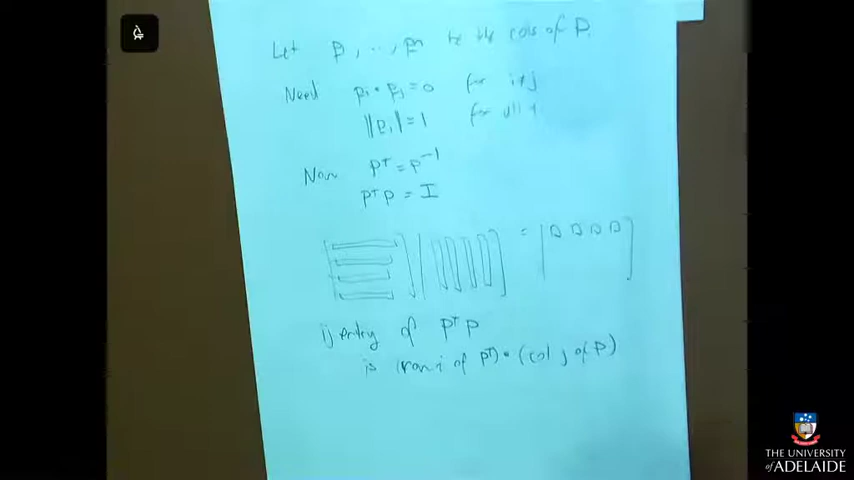 Let p₁, ..., pₙ be the cols of P.
Need pᵢ • pⱼ = 0 for i≠j
‖pᵢ‖ = 1 for all i
Now Pᵀ = P⁻¹
PᵀP = I
=
ij entry of PᵀP
is (row i of Pᵀ) • (col j of P)
THE UNIVERSITY
of ADELAIDE